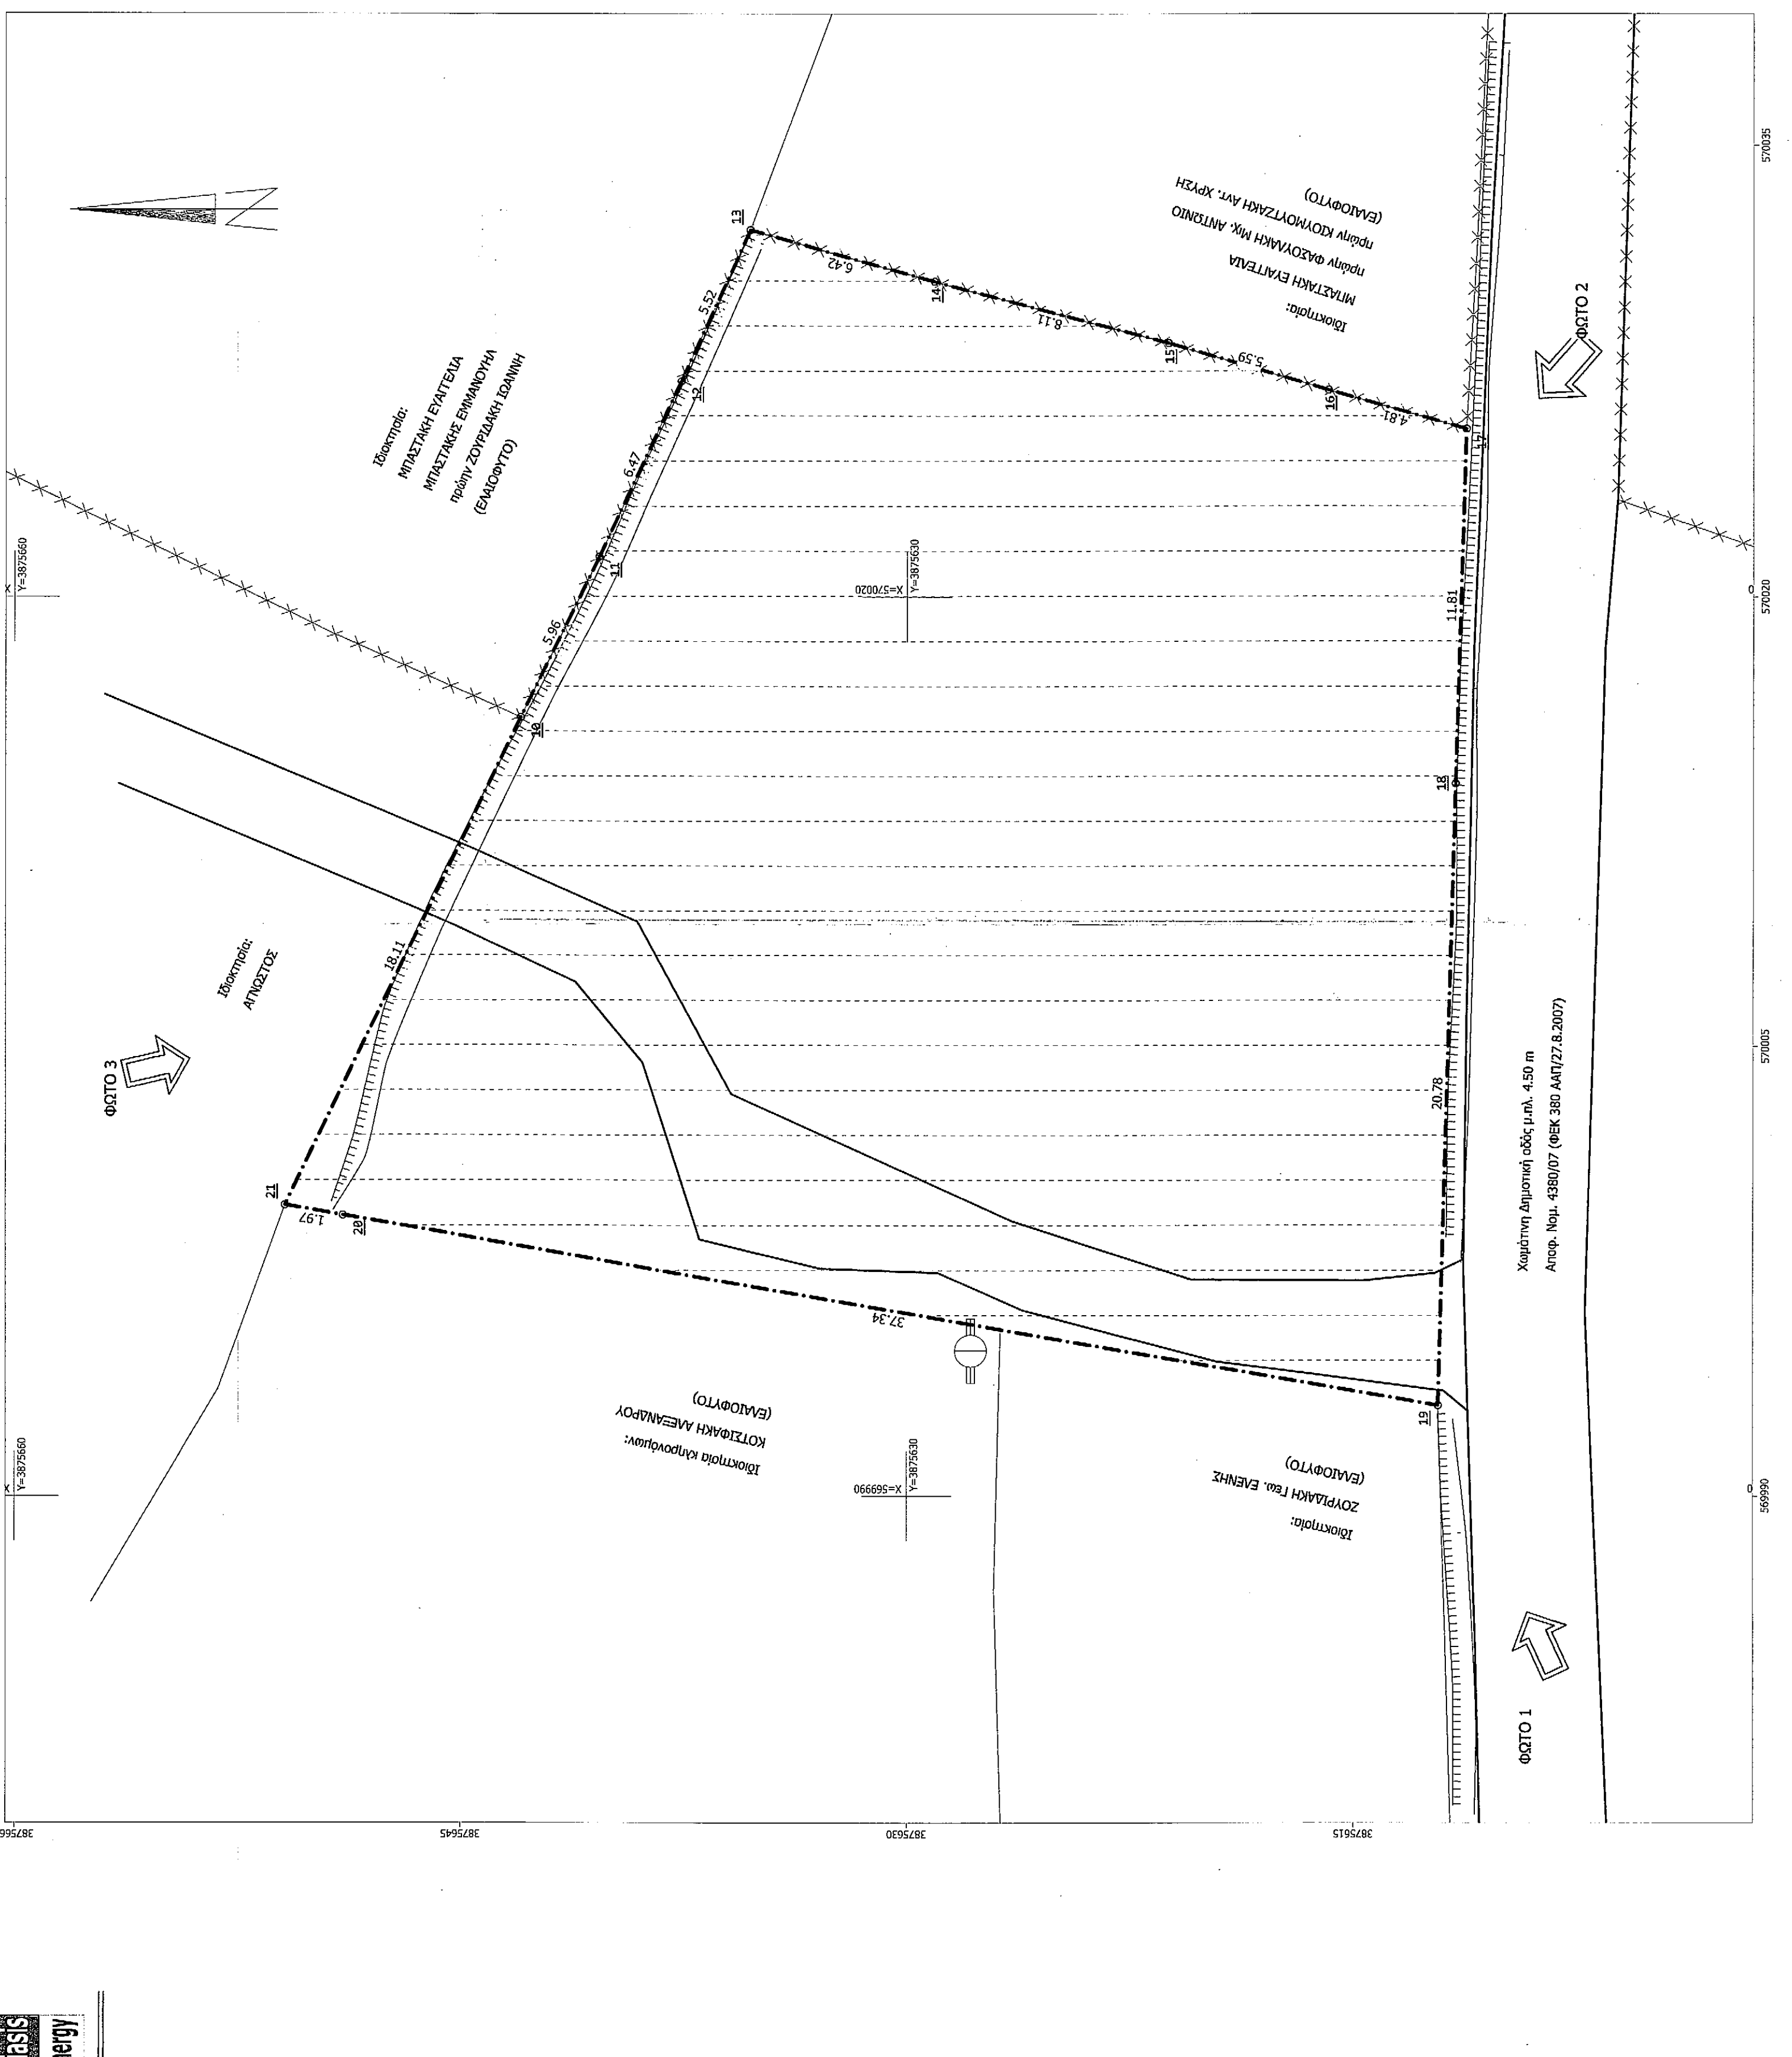 X
Y=3875660
13
6.42
5.52
Ιδιοκτησία:
ΜΠΑΣΤΑΚΗ ΕΥΑΓΓΕΛΙΑ
ΜΠΑΣΤΑΚΗΣ ΕΜΜΑΝΟΥΗΛ
πρώην ΖΟΥΡΙΔΑΚΗ ΙΩΑΝΝΗ
(ΕΛΑΙΟΦΥΤΟ)
14
8.11
Ιδιοκτησία:
ΜΠΑΣΤΑΚΗ ΕΥΑΓΓΕΛΙΑ
πρώην ΦΑΣΟΥΛΑΚΗ Μιχ. ΑΝΤΩΝΙΟ
πρώην ΚΙΟΥΜΟΥΤΖΑΚΗ Αντ. ΧΡΥΣΗ
(ΕΛΑΙΟΦΥΤΟ)
570035
12
6.47
15
5.59
16
4.81
17
ΦΩΤΟ 2
11
5.96
X=570020
Y=3875630
11.81
0
570020
10
18
18.11
Ιδιοκτησία:
ΑΓΝΩΣΤΟΣ
ΦΩΤΟ 3
20.78
570005
Χωμάτινη Δημοτική οδός μ.πλ. 4.50 m
Αποφ. Νομ. 4380/07 (ΦΕΚ 380 ΑΑΠ/27.8.2007)
21
1.97
20
37.34
19
Ιδιοκτησία κληρονόμων:
ΚΟΤΣΙΦΑΚΗ ΑΛΕΞΑΝΔΡΟΥ
(ΕΛΑΙΟΦΥΤΟ)
X
Y=3875660
X=569990
Y=3875630
Ιδιοκτησία:
ΖΟΥΡΙΔΑΚΗ Γεω. ΕΛΕΝΗΣ
(ΕΛΑΙΟΦΥΤΟ)
0
569990
ΦΩΤΟ 1
3875645
3875630
3875615